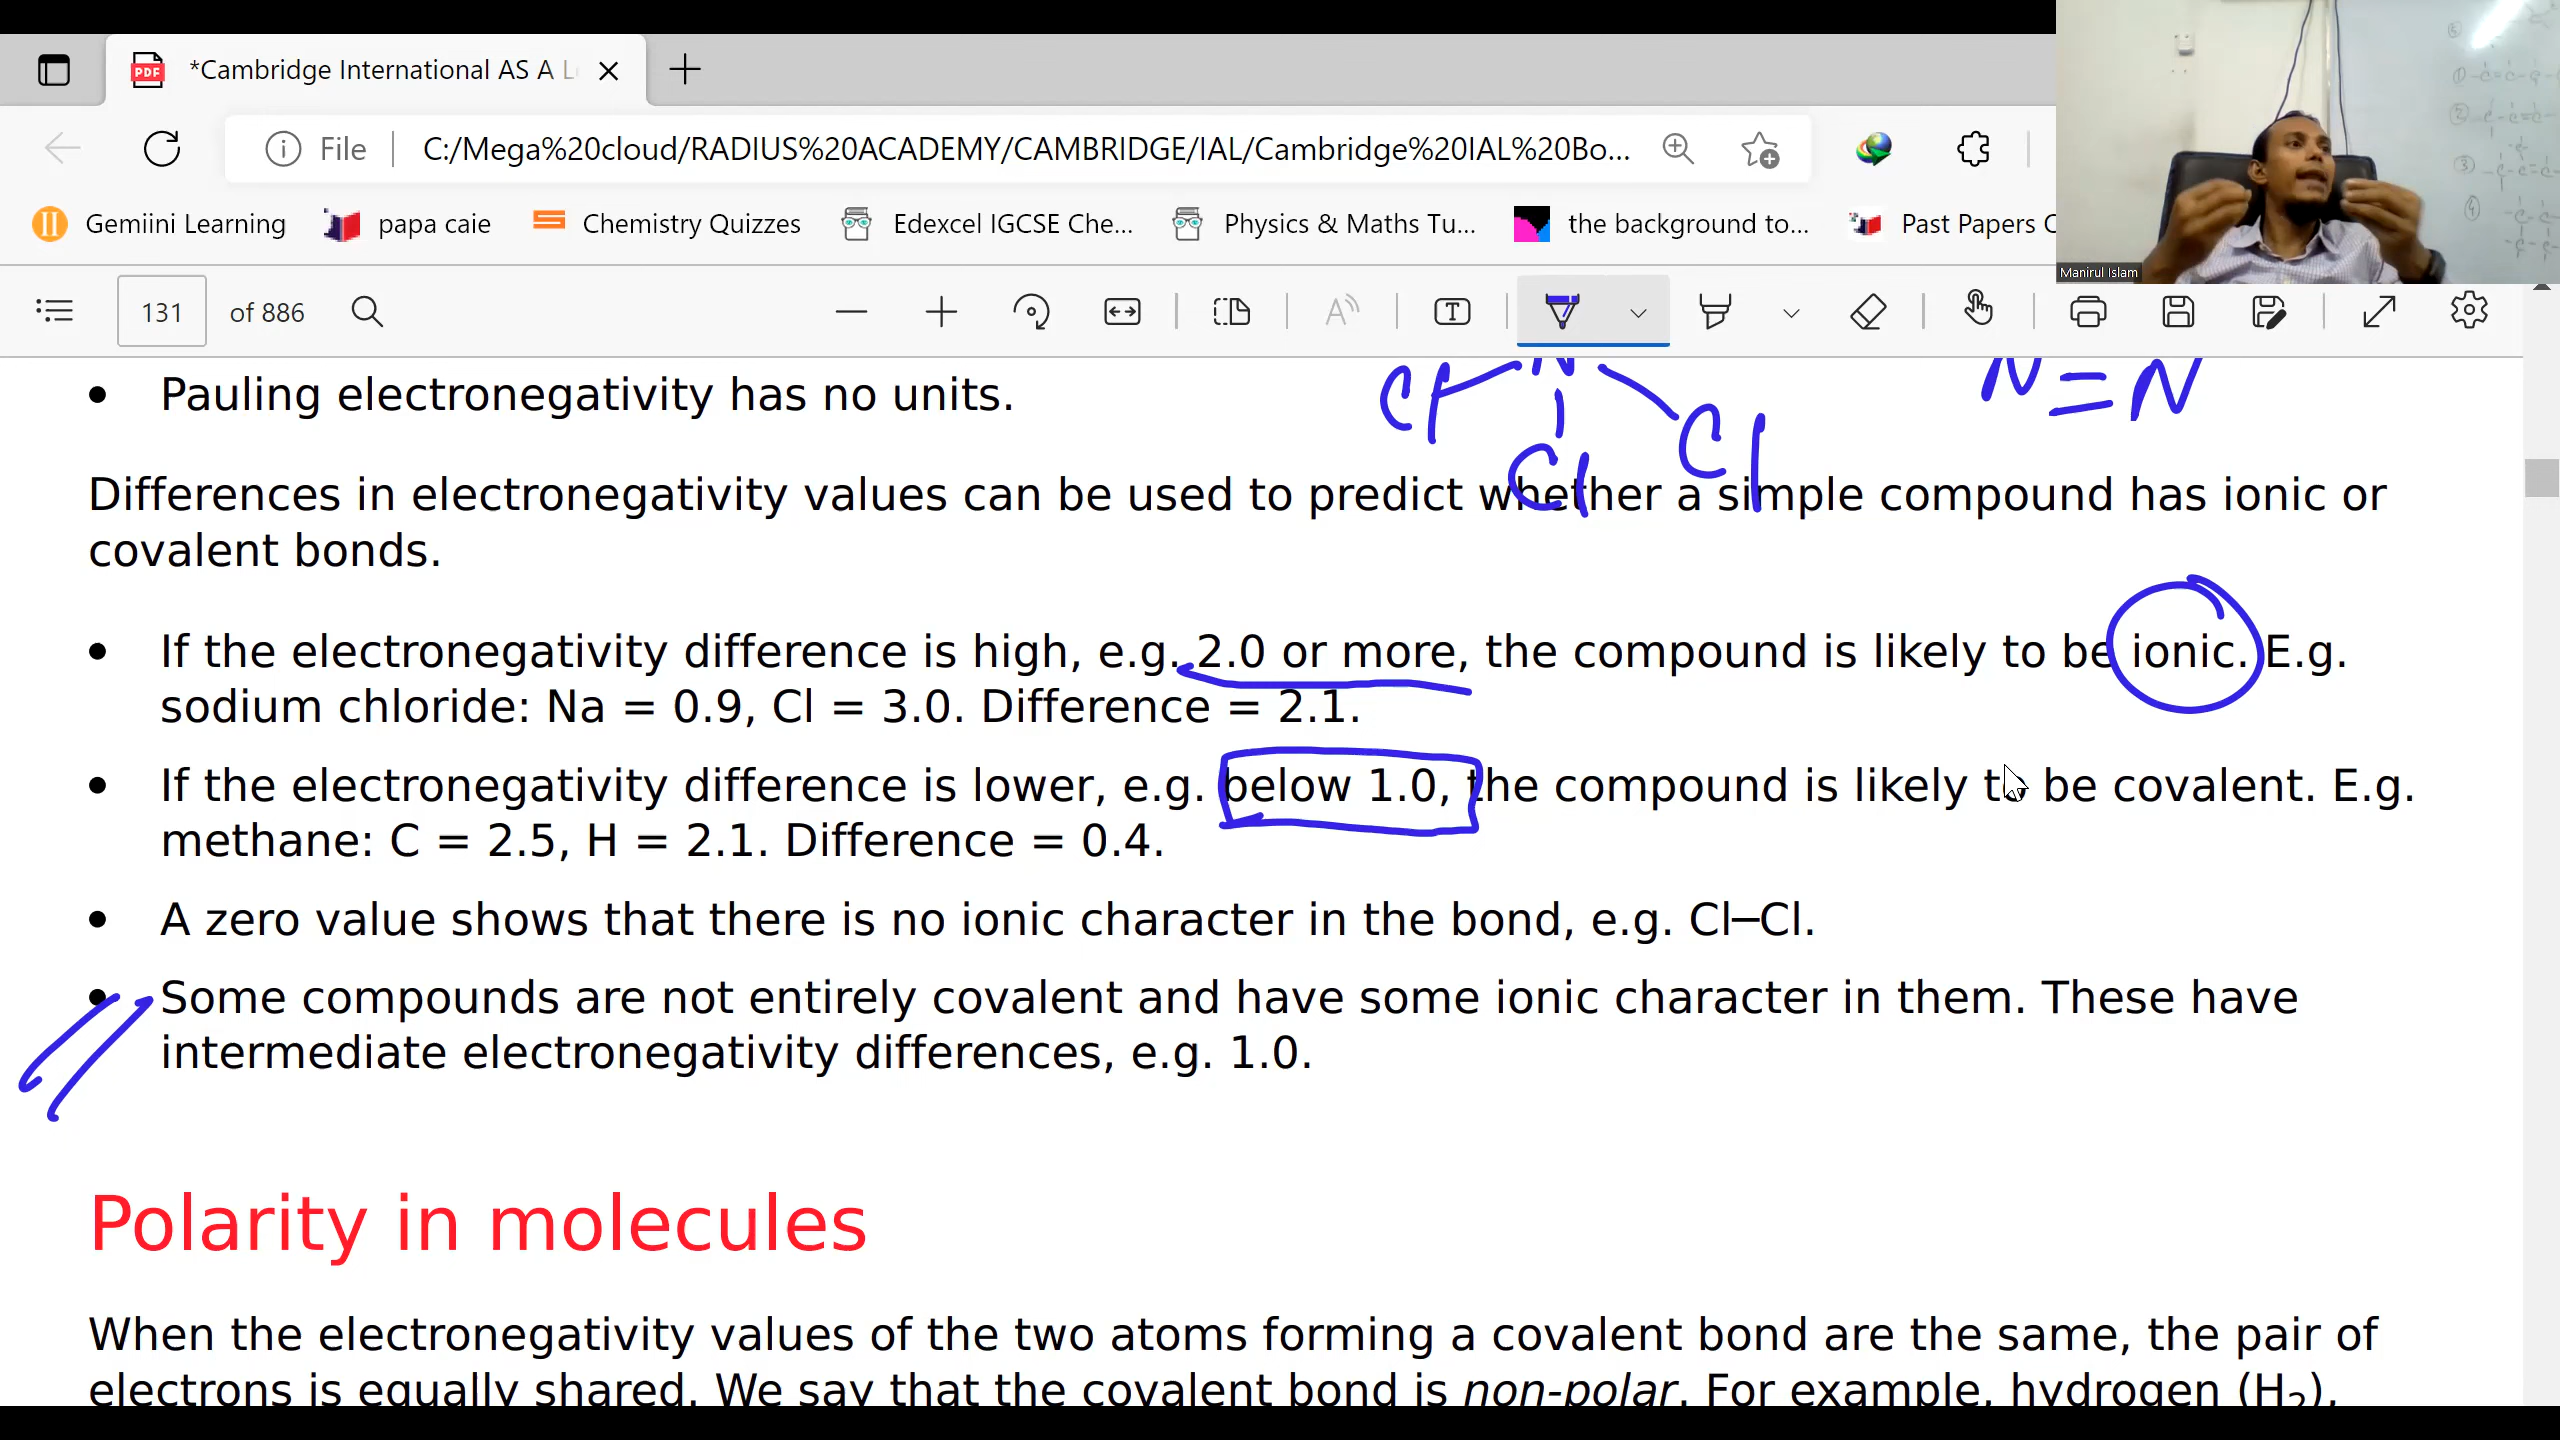 *Cambridge International AS A L
File
C:/Mega%20cloud/RADIUS%20ACADEMY/CAMBRIDGE/IAL/Cambridge%20IAL%20Bo...
Gemiini Learning
papa caie
Chemistry Quizzes
Edexcel IGCSE Che...
Physics & Maths Tu...
the background to...
Past Papers C
Manirul Islam
131 of 886
• Pauling electronegativity has no units.
Cl N Cl
Cl
N = N
Differences in electronegativity values can be used to predict whether a simple compound has ionic or
covalent bonds.
• If the electronegativity difference is high, e.g. 2.0 or more, the compound is likely to be ionic. E.g.
sodium chloride: Na = 0.9, Cl = 3.0. Difference = 2.1.
• If the electronegativity difference is lower, e.g. below 1.0, the compound is likely to be covalent. E.g.
methane: C = 2.5, H = 2.1. Difference = 0.4.
• A zero value shows that there is no ionic character in the bond, e.g. Cl─Cl.
• Some compounds are not entirely covalent and have some ionic character in them. These have
intermediate electronegativity differences, e.g. 1.0.
Polarity in molecules
When the electronegativity values of the two atoms forming a covalent bond are the same, the pair of
electrons is equally shared. We say that the covalent bond is non-polar. For example, hydrogen (H₂),